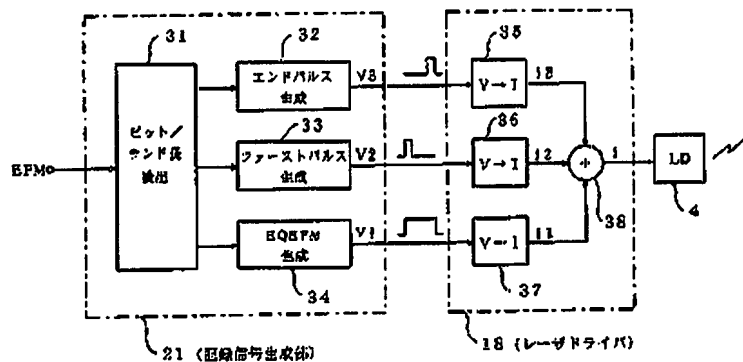 31
32
エンドパルス
生成
V3
35
V→I
i3
ピット/
ランド長
検出
EFM
33
ファーストパルス
生成
V2
36
V→I
i2
+
38
i
LD
4
EQEFM
生成
V1
34
V→I
i1
37
21 (記録信号生成部)
18 (レーザドライバ)